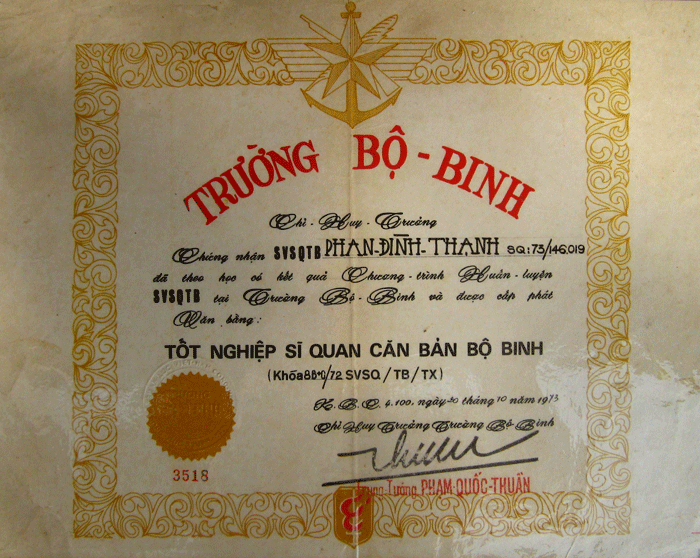 TRƯỜNG BỘ-BINH
Chỉ-Huy-Trưởng
Chứng nhận SVSQTB PHAN-ĐÌNH-THANH SQ:73/146.019
đã theo học có kết quả Chương-trình Huấn-luyện
SVSQTB tại Trường Bộ-Binh và được cấp phát
Văn bằng:
TỐT NGHIỆP SĨ QUAN CĂN BẢN BỘ BINH
/72 SVSQ/TB/TX)
K.B.C. 4.100, ngày 20 tháng 10 năm 1973
Chỉ Huy Trưởng Trường Bộ Binh
3518
Trung Tướng PHẠM-QUỐC-THUẦN